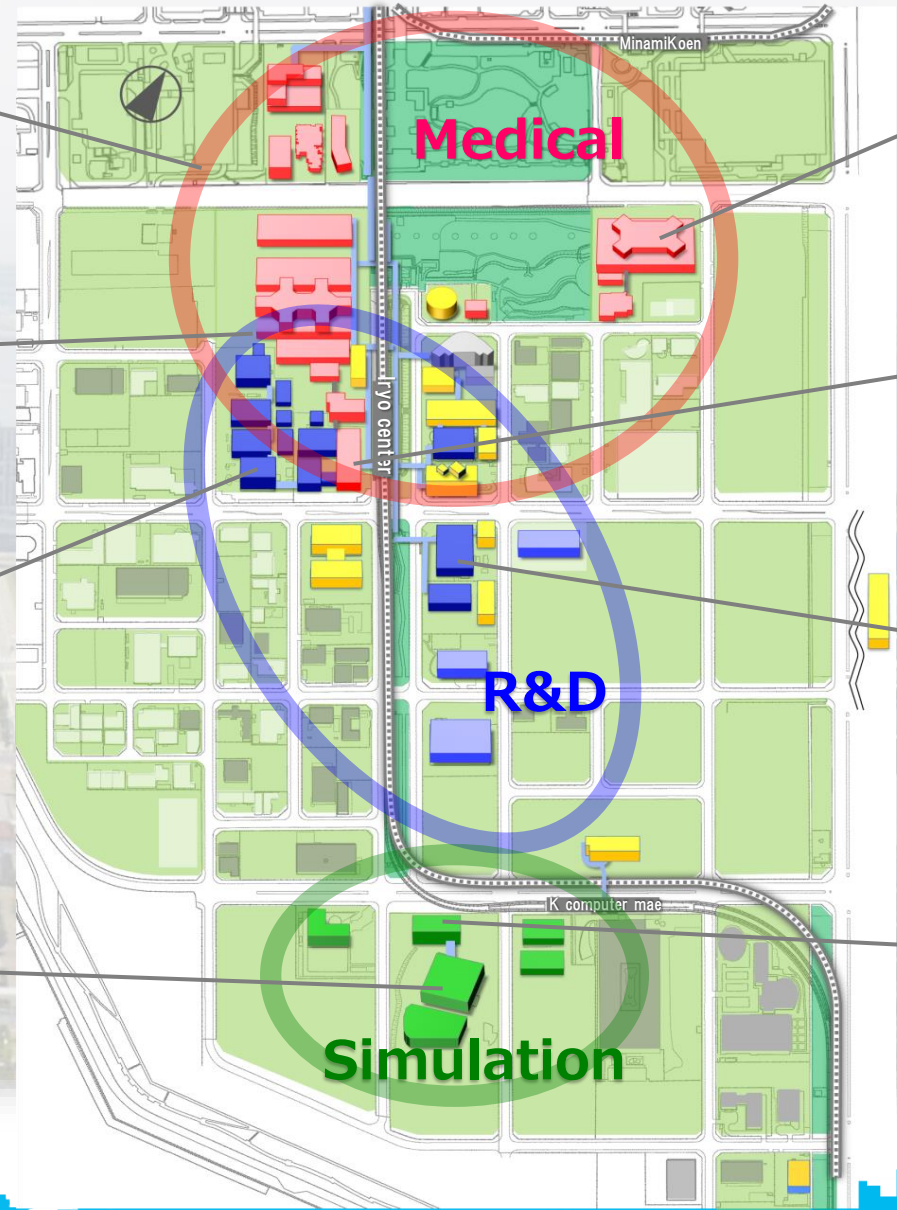 MinamiKoen
Medical
Iryo center
R&D
K computer mae
Simulation